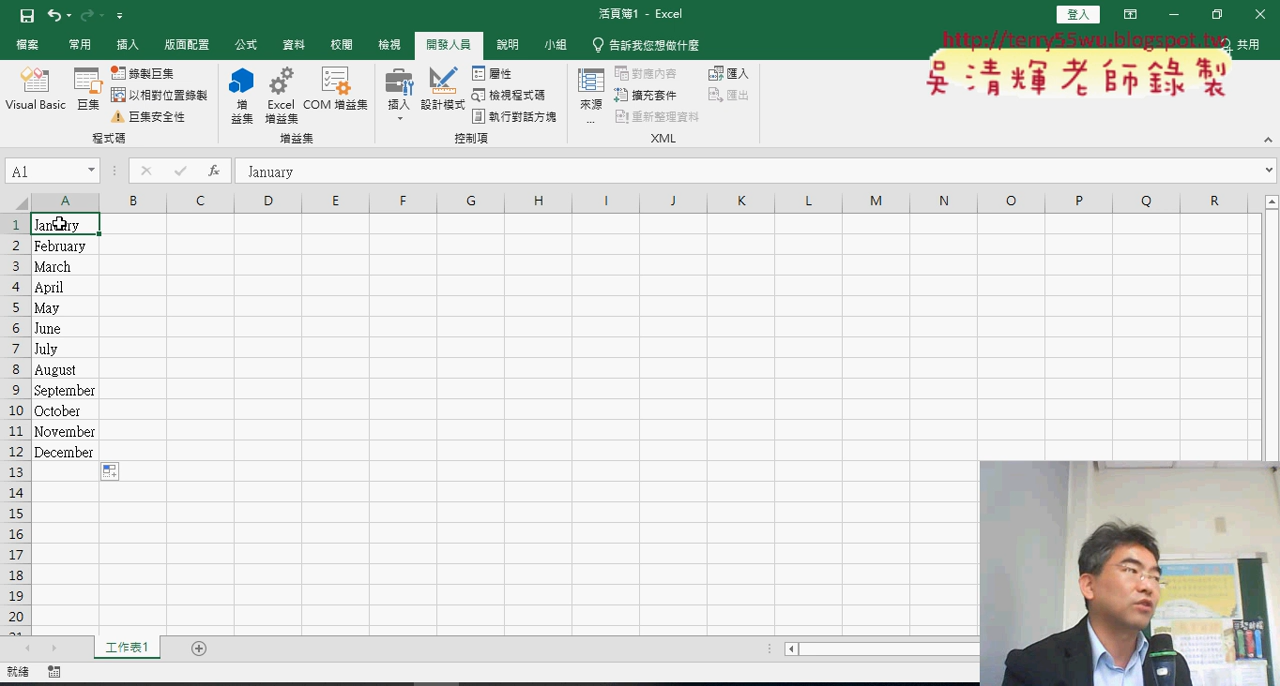 活頁簿1 - Excel
登入
檔案 常用 插入 版面配置 公式 資料 校閱 檢視 開發人員 說明 小組 告訴我您想做什麼 共用
http://terry55wu.blogspot.tw
吳清輝老師錄製
Visual Basic
巨集
錄製巨集
以相對位置錄製
巨集安全性
程式碼
增益集
Excel 增益集
COM 增益集
增益集
插入
設計模式
屬性
檢視程式碼
執行對話方塊
控制項
來源...
對應內容
擴充套件
重新整理資料
匯入
匯出
XML
A1 fx January
A B C D E F G H I J K L M N O P Q R
1 January
2 February
3 March
4 April
5 May
6 June
7 July
8 August
9 September
10 October
11 November
12 December
13
14
15
16
17
18
19
20
21
工作表1
就緒